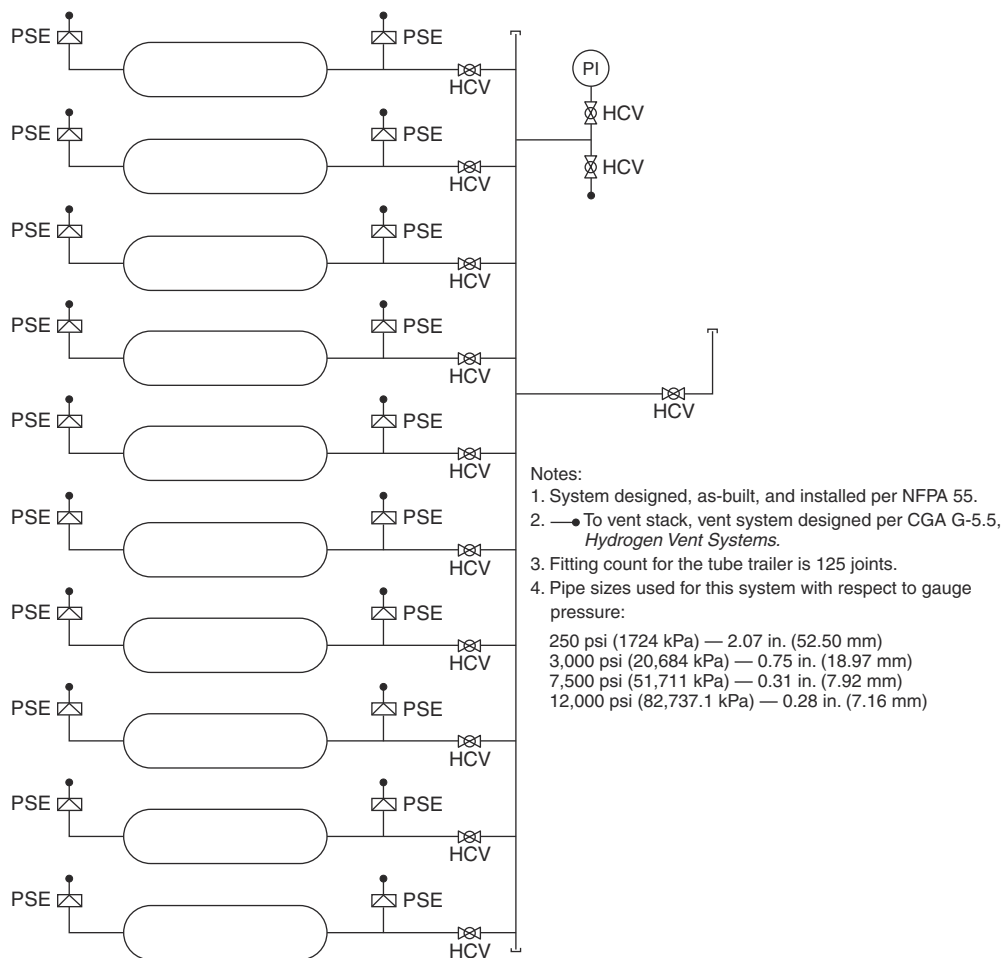 PSE PSE
HCV
PI
HCV
PSE PSE
HCV
HCV
PSE PSE
HCV
PSE PSE
HCV
HCV
PSE PSE
HCV
Notes:
1. System designed, as-built, and installed per NFPA 55.
2. To vent stack, vent system designed per CGA G-5.5,
Hydrogen Vent Systems.
3. Fitting count for the tube trailer is 125 joints.
4. Pipe sizes used for this system with respect to gauge
pressure:
250 psi (1724 kPa) — 2.07 in. (52.50 mm)
3,000 psi (20,684 kPa) — 0.75 in. (18.97 mm)
7,500 psi (51,711 kPa) — 0.31 in. (7.92 mm)
12,000 psi (82,737.1 kPa) — 0.28 in. (7.16 mm)
PSE PSE
HCV
PSE PSE
HCV
PSE PSE
HCV
PSE PSE
HCV
PSE PSE
HCV